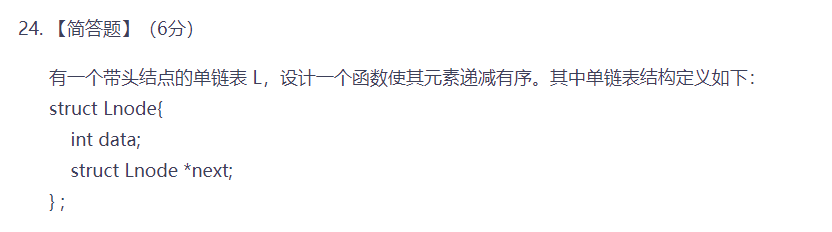 24. 【简答题】（6分）
有一个带头结点的单链表 L，设计一个函数使其元素递减有序。其中单链表结构定义如下：
struct Lnode{
int data;
struct Lnode *next;
} ;